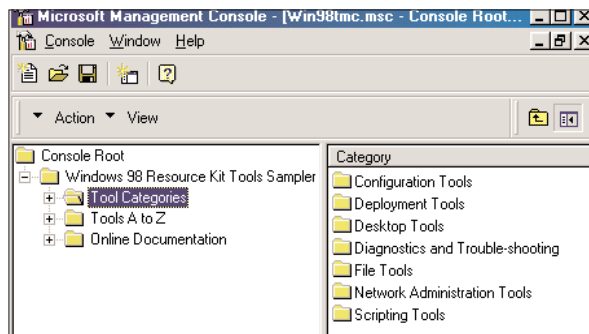 Microsoft Management Console - [Win98tmc.msc - Console Root...
Console Window Help
Action View
Console Root
Windows 98 Resource Kit Tools Sampler
Tool Categories
Tools A to Z
Online Documentation
Category
Configuration Tools
Deployment Tools
Desktop Tools
Diagnostics and Trouble-shooting
File Tools
Network Administration Tools
Scripting Tools